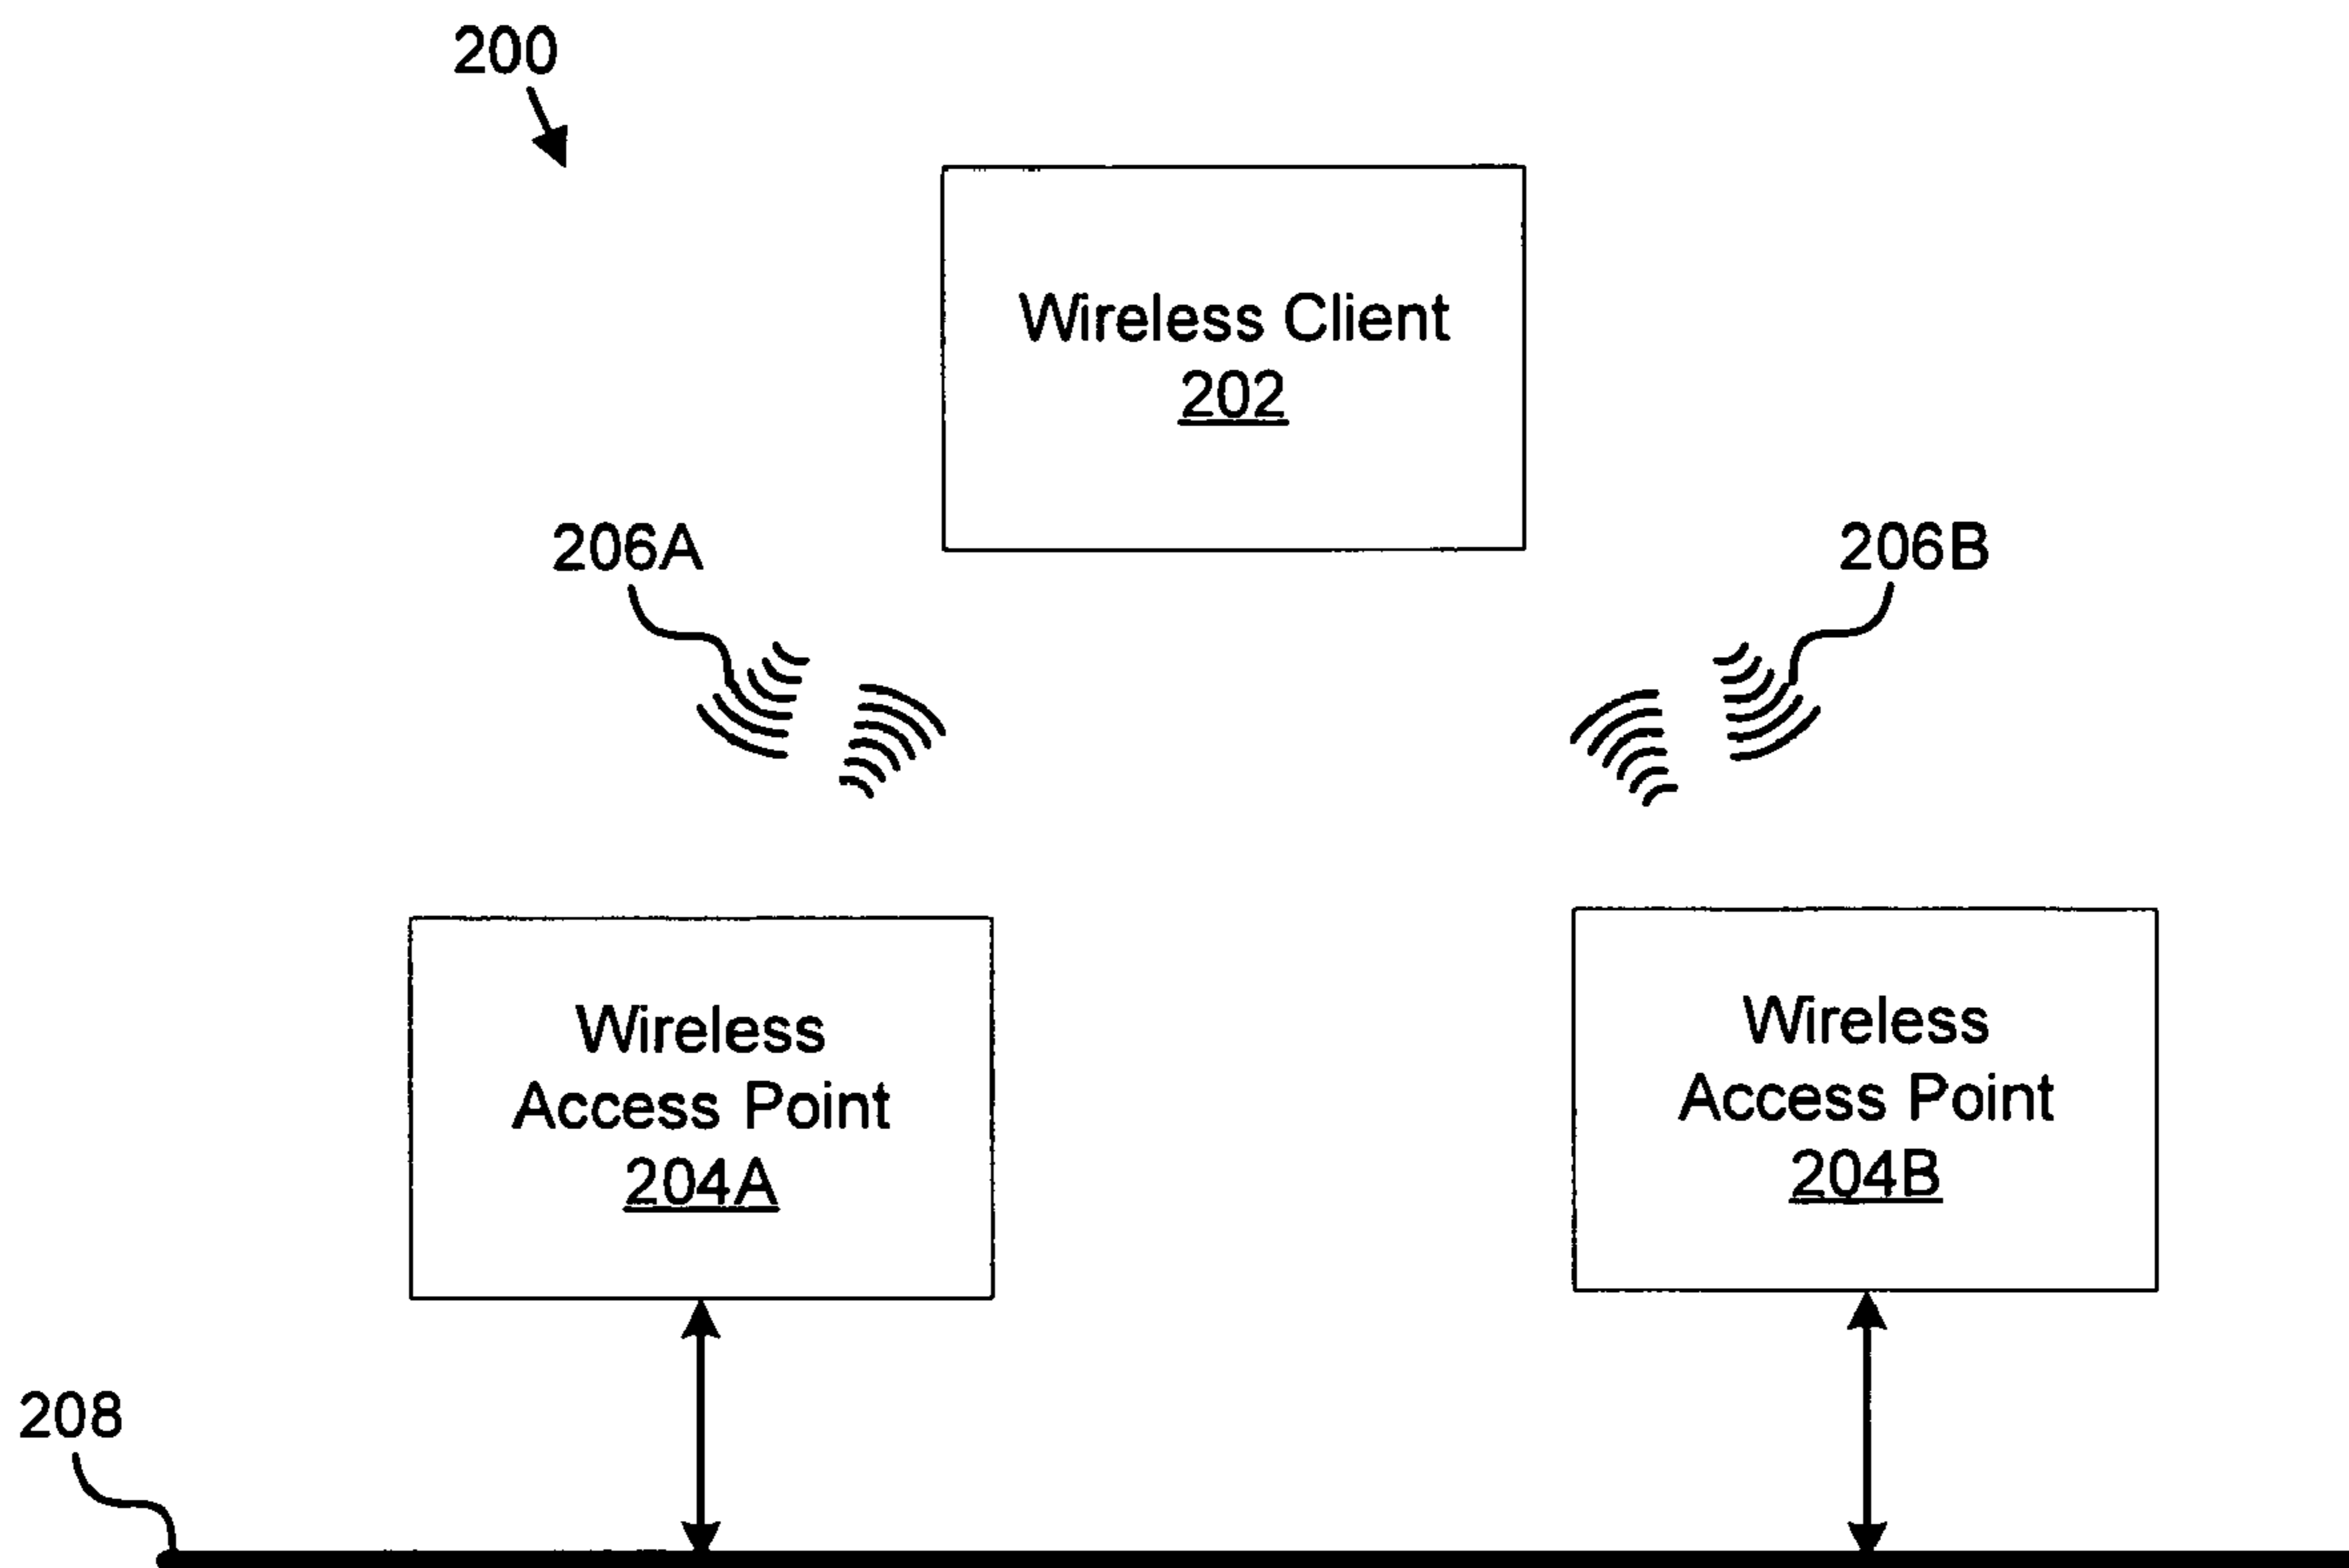 200
Wireless Client
202
206A
206B
Wireless
Access Point
204A
Wireless
Access Point
204B
208